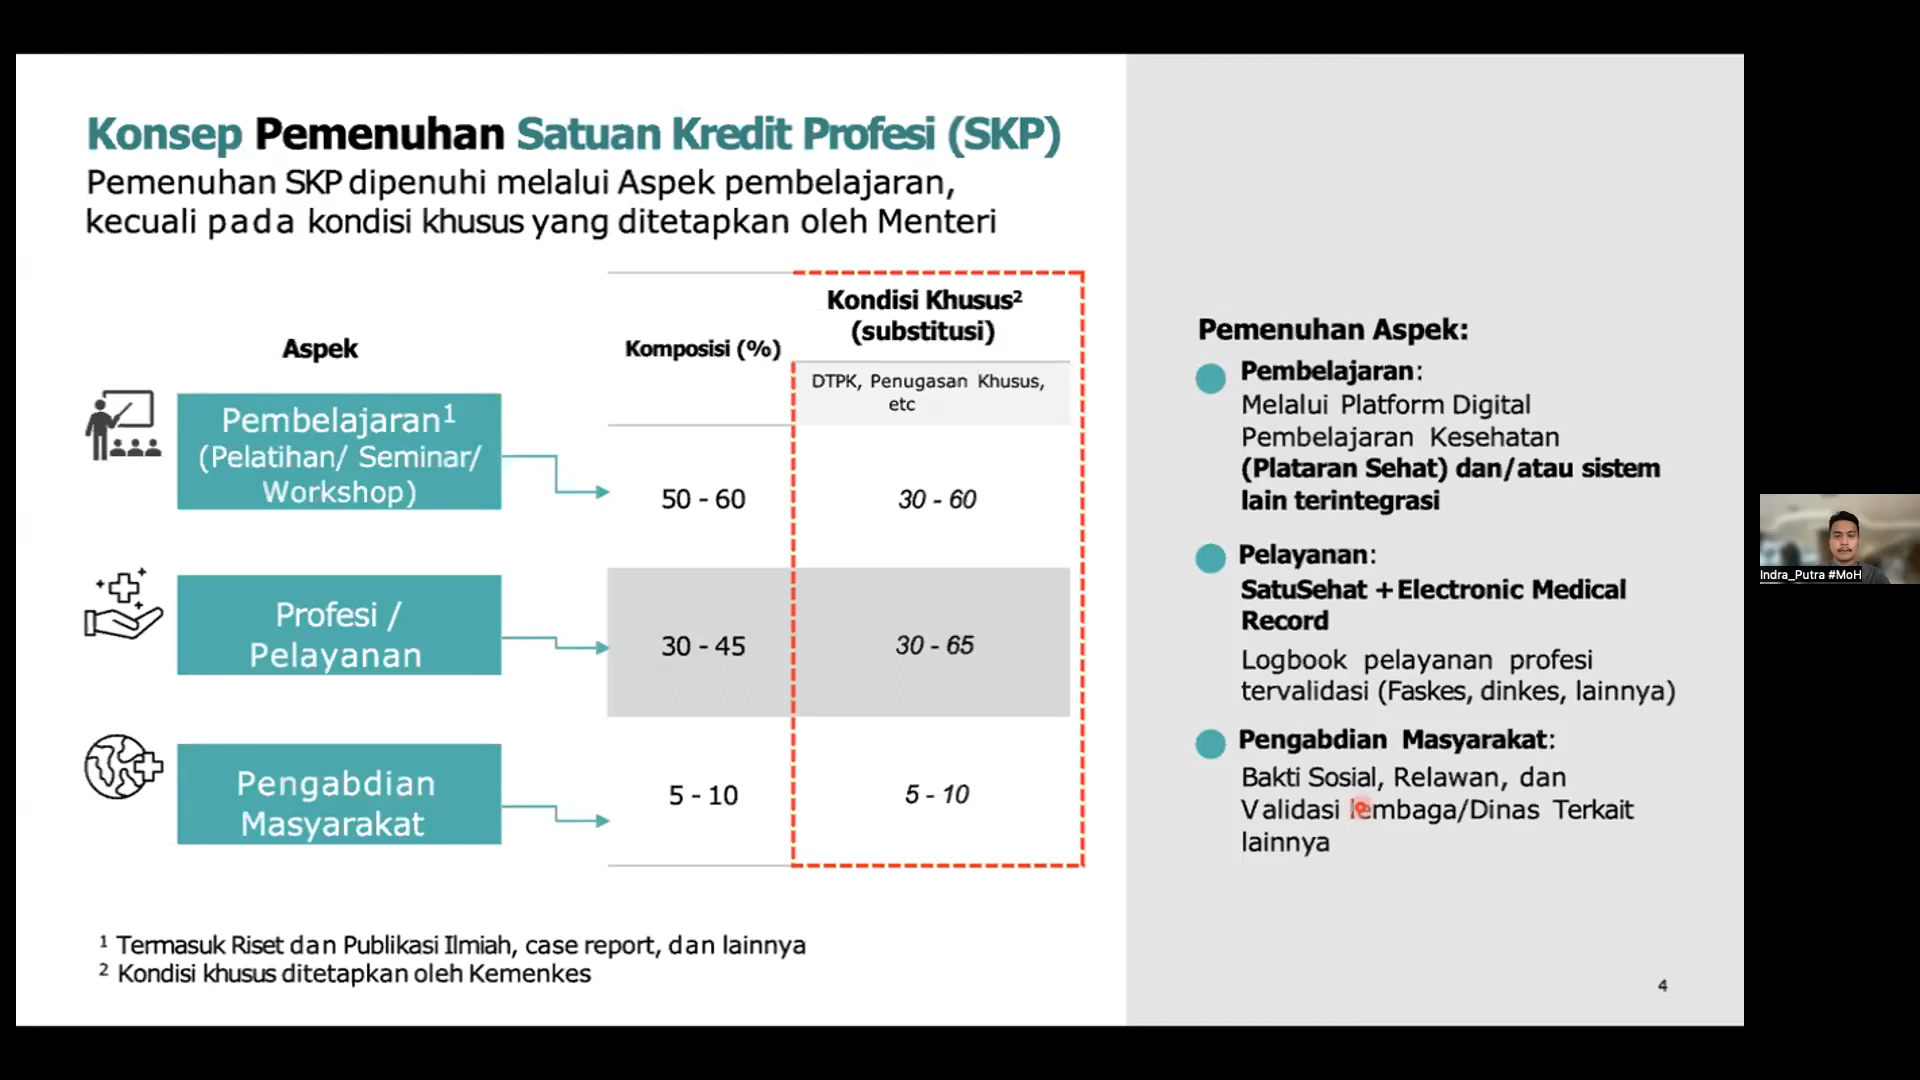 Konsep Pemenuhan Satuan Kredit Profesi (SKP)
Pemenuhan SKP dipenuhi melalui Aspek pembelajaran,
kecuali pada kondisi khusus yang ditetapkan oleh Menteri
Aspek
Komposisi (%)
Kondisi Khusus²
(substitusi)
DTPK, Penugasan Khusus,
etc
Pembelajaran¹
(Pelatihan/ Seminar/
Workshop)
50 - 60
30 - 60
Profesi /
Pelayanan
30 - 45
30 - 65
Pengabdian
Masyarakat
5 - 10
5 - 10
¹ Termasuk Riset dan Publikasi Ilmiah, case report, dan lainnya
² Kondisi khusus ditetapkan oleh Kemenkes
Pemenuhan Aspek:
Pembelajaran:
Melalui Platform Digital
Pembelajaran Kesehatan
(Plataran Sehat) dan/atau sistem
lain terintegrasi
Pelayanan:
SatuSehat + Electronic Medical
Record
Logbook pelayanan profesi
tervalidasi (Faskes, dinkes, lainnya)
Pengabdian Masyarakat:
Bakti Sosial, Relawan, dan
Validasi lembaga/Dinas Terkait
lainnya
4
Indra_Putra #MoH